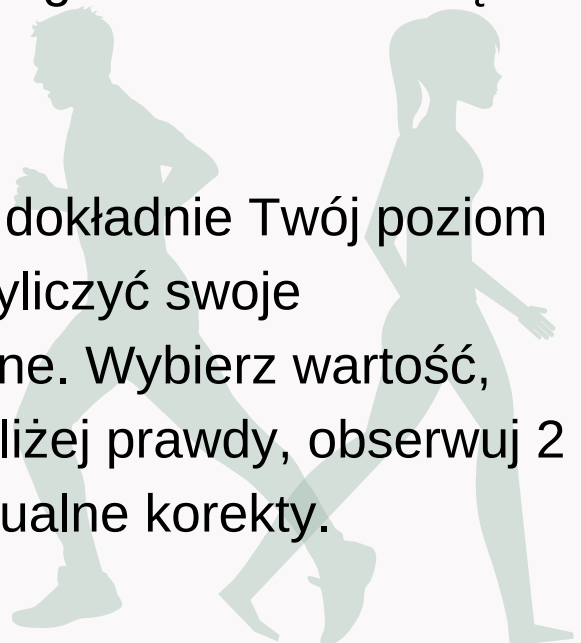 dokładnie Twój poziom
yliczyć swoje
ne. Wybierz wartość,
liżej prawdy, obserwuj 2
ualne korekty.